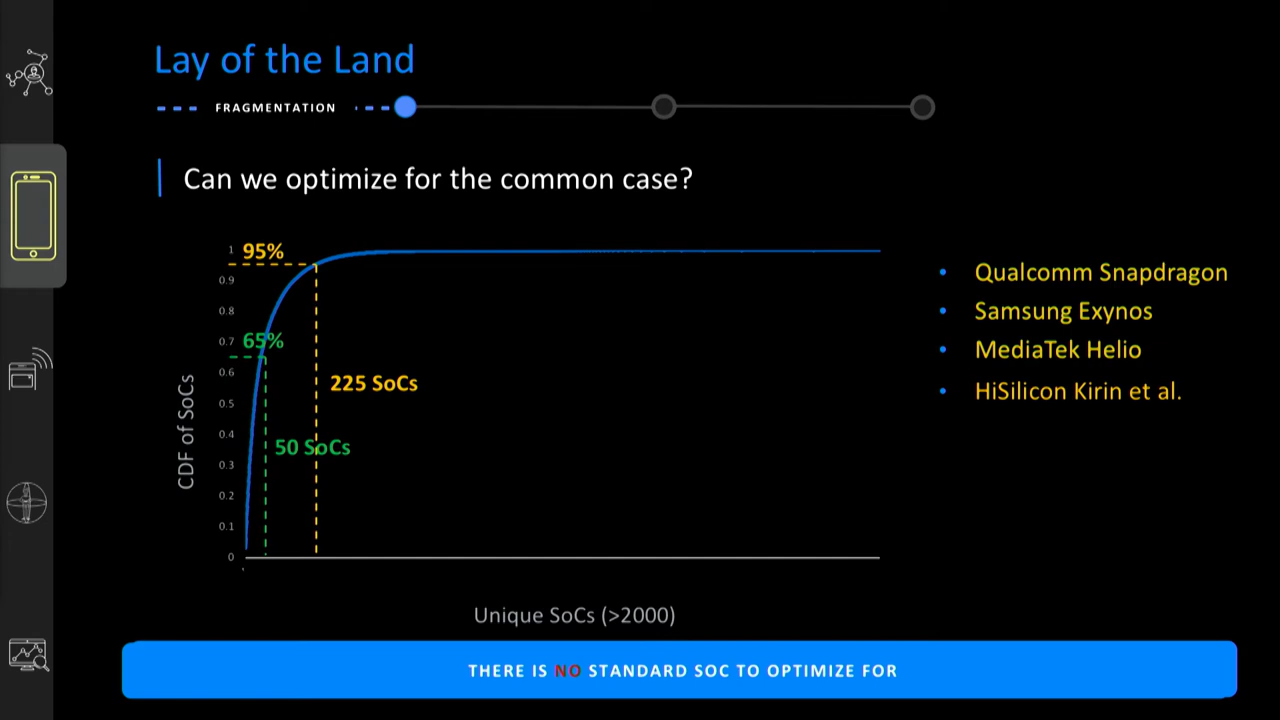 Lay of the Land
FRAGMENTATION
Can we optimize for the common case?
CDF of SoCs
1
0.9
0.8
0.7
0.6
0.5
0.4
0.3
0.2
0.1
0
95%
65%
225 SoCs
50 SoCs
Unique SoCs (>2000)
• Qualcomm Snapdragon
• Samsung Exynos
• MediaTek Helio
• HiSilicon Kirin et al.
THERE IS NO STANDARD SOC TO OPTIMIZE FOR